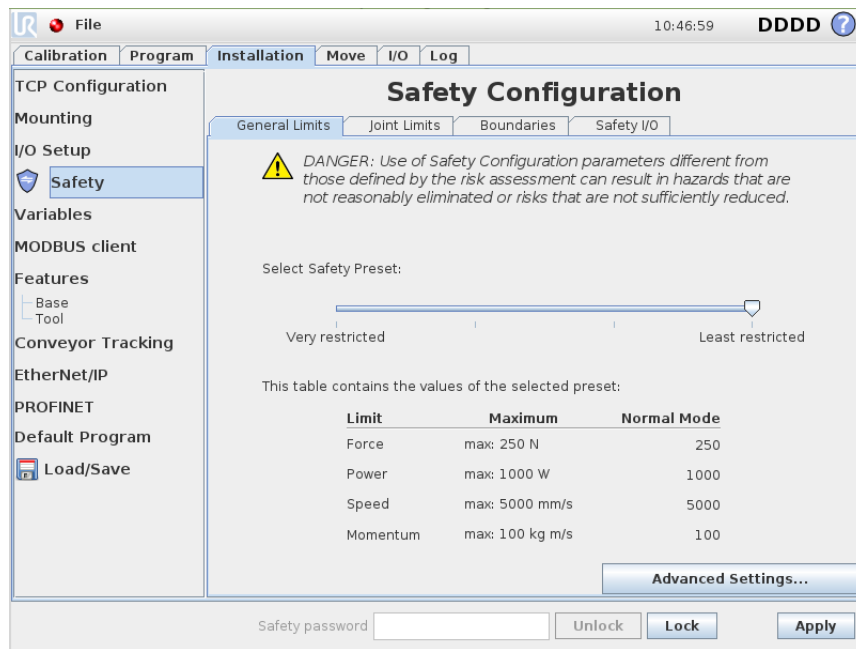 UR File 10:46:59 DDDD ?
Calibration Program Installation Move I/O Log
TCP Configuration
Mounting
I/O Setup
Safety
Variables
MODBUS client
Features
Base
Tool
Conveyor Tracking
EtherNet/IP
PROFINET
Default Program
Load/Save
Safety Configuration
General Limits Joint Limits Boundaries Safety I/O
DANGER: Use of Safety Configuration parameters different from
those defined by the risk assessment can result in hazards that are
not reasonably eliminated or risks that are not sufficiently reduced.
Select Safety Preset:
Very restricted Least restricted
This table contains the values of the selected preset:
Limit Maximum Normal Mode
Force max: 250 N 250
Power max: 1000 W 1000
Speed max: 5000 mm/s 5000
Momentum max: 100 kg m/s 100
Advanced Settings...
Safety password Unlock Lock Apply